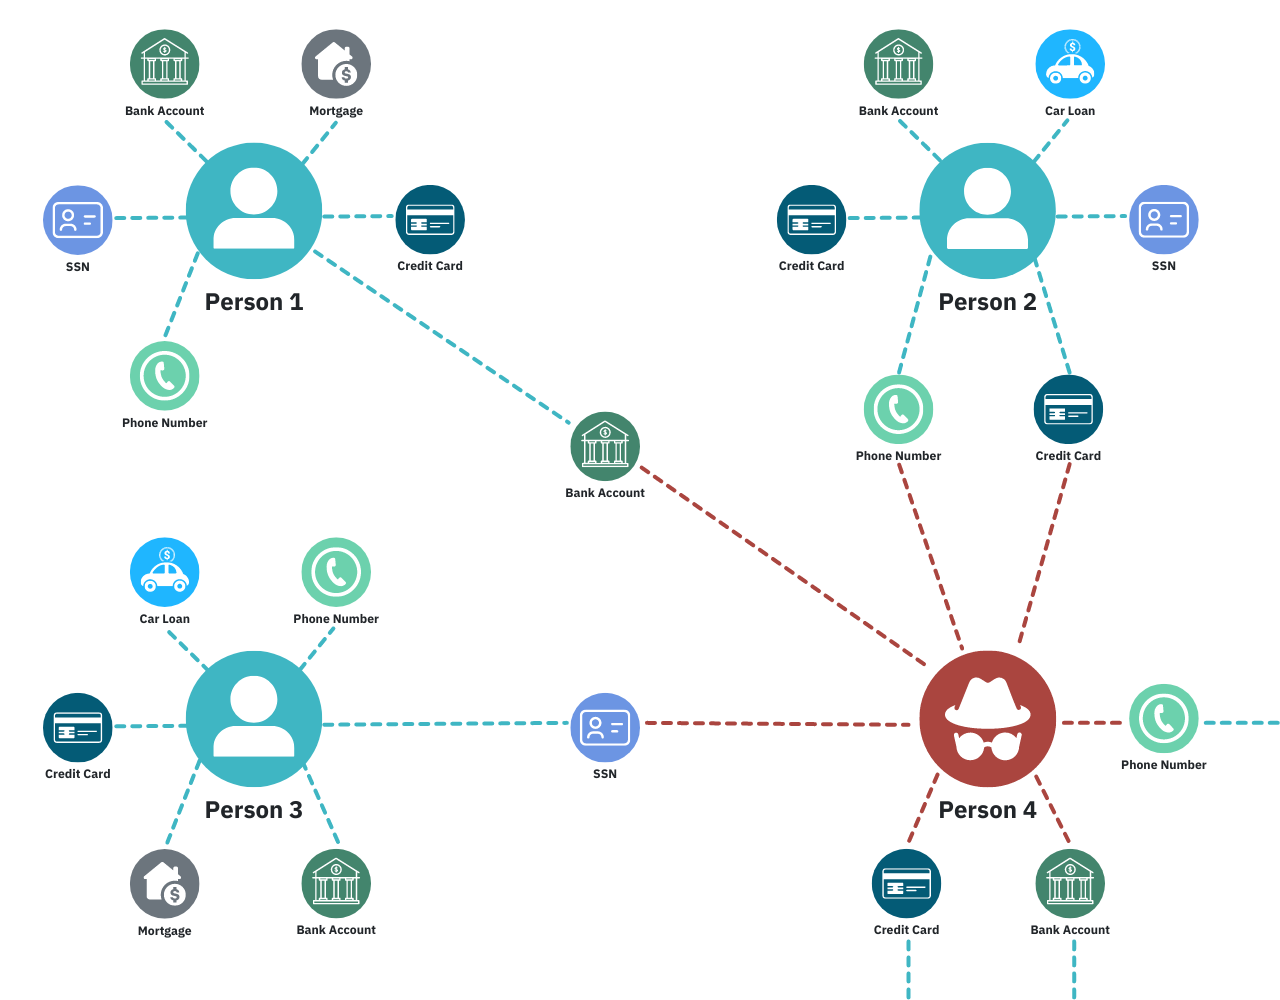 Bank Account
Mortgage
Bank Account
Car Loan
SSN
Credit Card
Credit Card
SSN
Person 1
Person 2
Phone Number
Phone Number
Credit Card
Bank Account
Car Loan
Phone Number
Credit Card
SSN
Phone Number
Person 3
Person 4
Mortgage
Bank Account
Credit Card
Bank Account